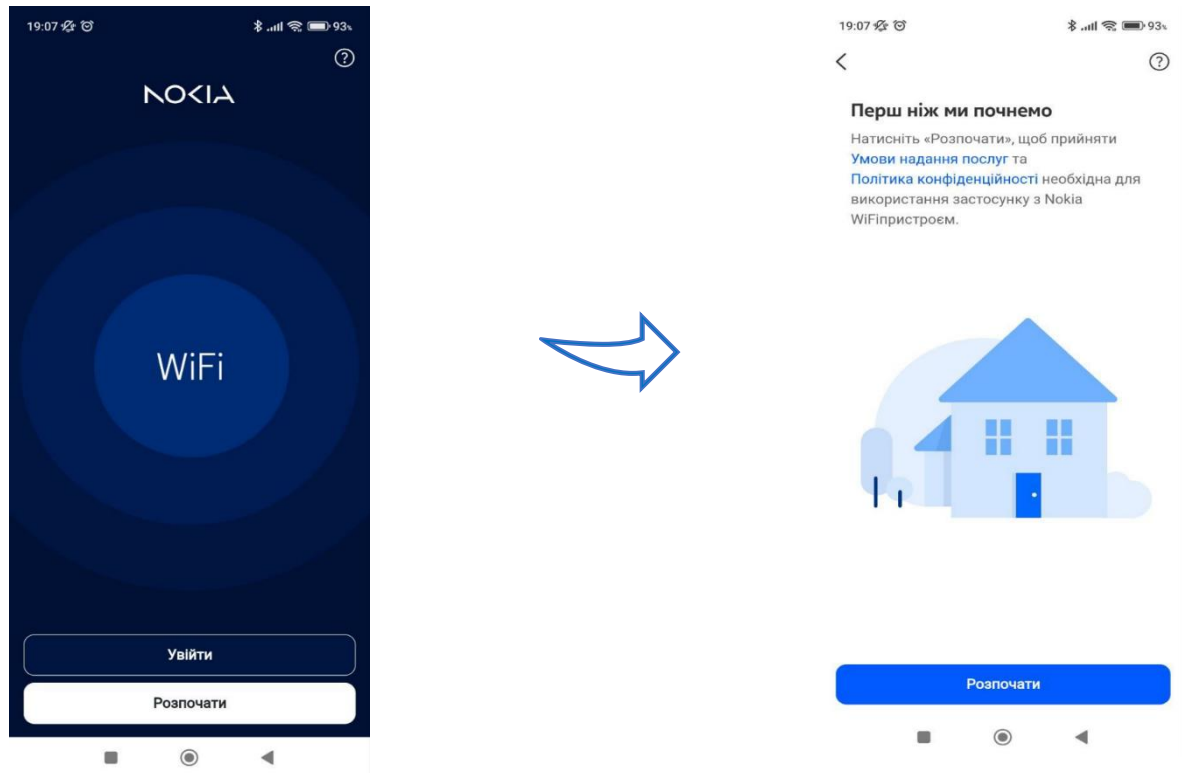 19:07
93%
?
NOKIA
WiFi
Увійти
Розпочати
19:07
93%
?
Перш ніж ми почнемо
Натисніть «Розпочати», щоб прийняти
Умови надання послуг та
Політика конфіденційності необхідна для
використання застосунку з Nokia
WiFiпристроєм.
Розпочати